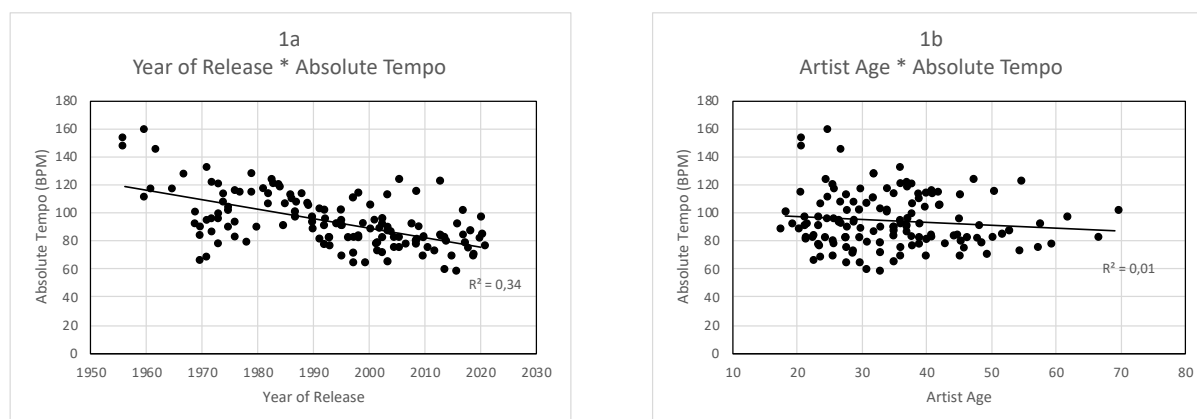 1a
Year of Release * Absolute Tempo
Absolute Tempo (BPM)
180
160
140
120
100
80
60
40
20
0
R² = 0,34
1950 1960 1970 1980 1990 2000 2010 2020 2030
Year of Release
1b
Artist Age * Absolute Tempo
Absolute Tempo (BPM)
180
160
140
120
100
80
60
40
20
0
R² = 0,01
10 20 30 40 50 60 70 80
Artist Age